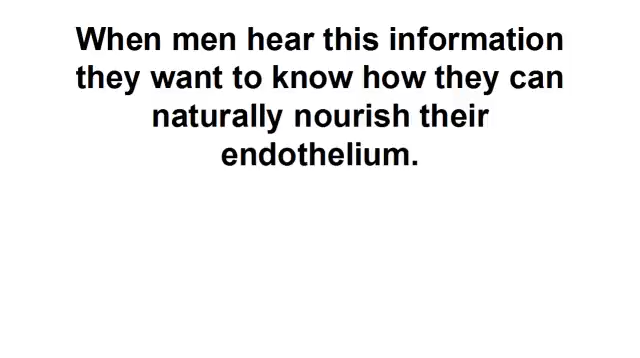 When men hear this information
they want to know how they can
naturally nourish their
endothelium.